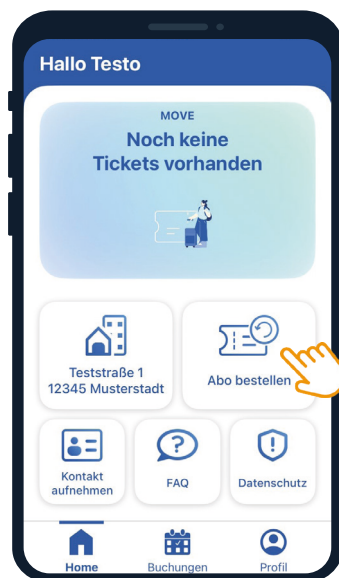 Hallo Testo
MOVE
Noch keine
Tickets vorhanden
Teststraße 1
12345 Musterstadt
Abo bestellen
Kontakt
aufnehmen
FAQ
Datenschutz
Home
Buchungen
Profil